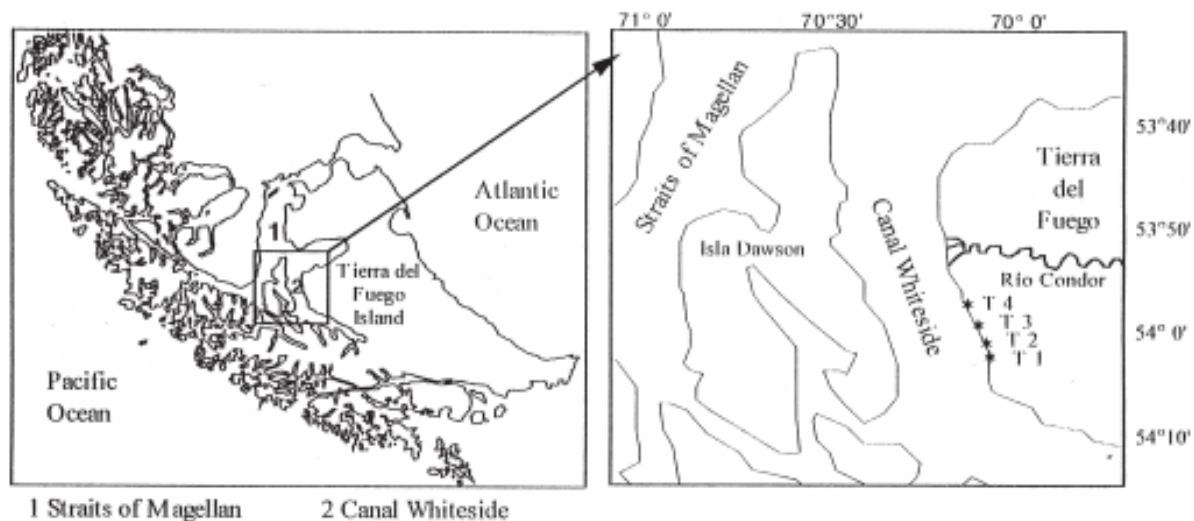 71° 0'
70°30'
70° 0'
1
Atlantic
Ocean
Tierra del
Fuego
Island
2
Pacific
Ocean
1 Straits of Magellan
2 Canal Whiteside
Straits of Magellan
Isla Dawson
Canal Whiteside
Tierra
del
Fuego
Río Condor
T 4
T 3
T 2
T 1
53°40'
53°50'
54° 0'
54°10'